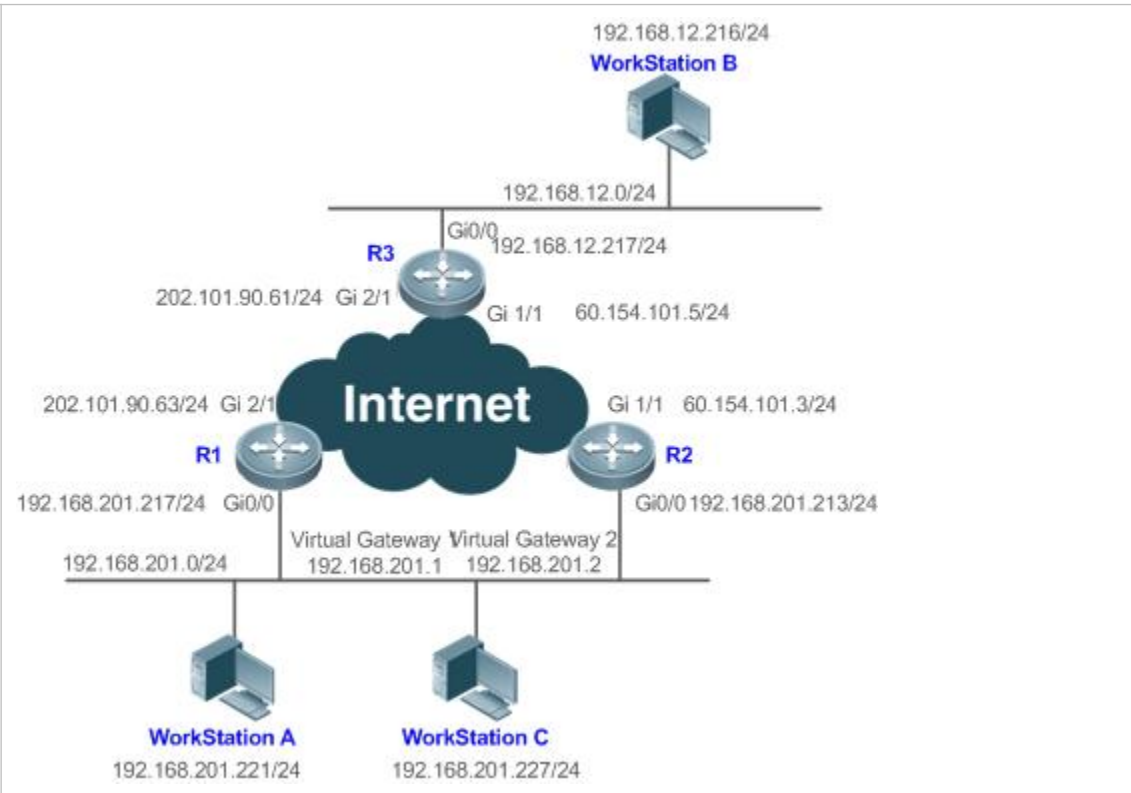 192.168.12.216/24
WorkStation B
192.168.12.0/24
Gi0/0
192.168.12.217/24
R3
202.101.90.61/24 Gi 2/1
Gi 1/1 60.154.101.5/24
Internet
202.101.90.63/24 Gi 2/1
Gi 1/1 60.154.101.3/24
R1
R2
192.168.201.217/24 Gi0/0
Gi0/0 192.168.201.213/24
Virtual Gateway 1 Virtual Gateway 2
192.168.201.0/24 192.168.201.1 192.168.201.2
WorkStation A WorkStation C
192.168.201.221/24 192.168.201.227/24